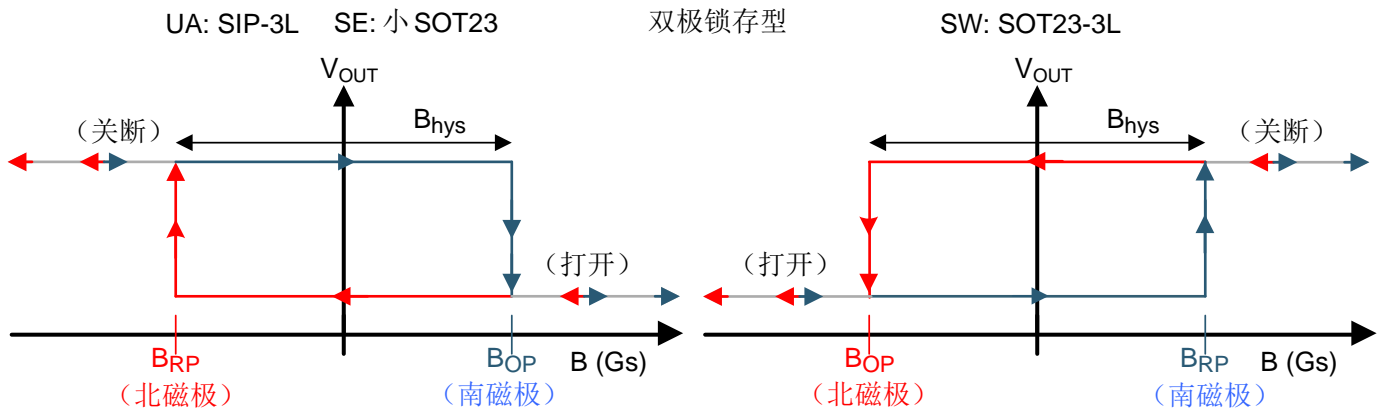 UA: SIP-3L SE: 小 SOT23 双极锁存型 SW: SOT23-3L
VOUT VOUT
Bhys Bhys
（关断） （关断）
（打开） （打开）
BRP BOP B (Gs) BOP BRP B (Gs)
（北磁极） （南磁极） （北磁极） （南磁极）